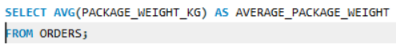 SELECT AVG(PACKAGE_WEIGHT_KG) AS AVERAGE_PACKAGE_WEIGHT
FROM ORDERS;